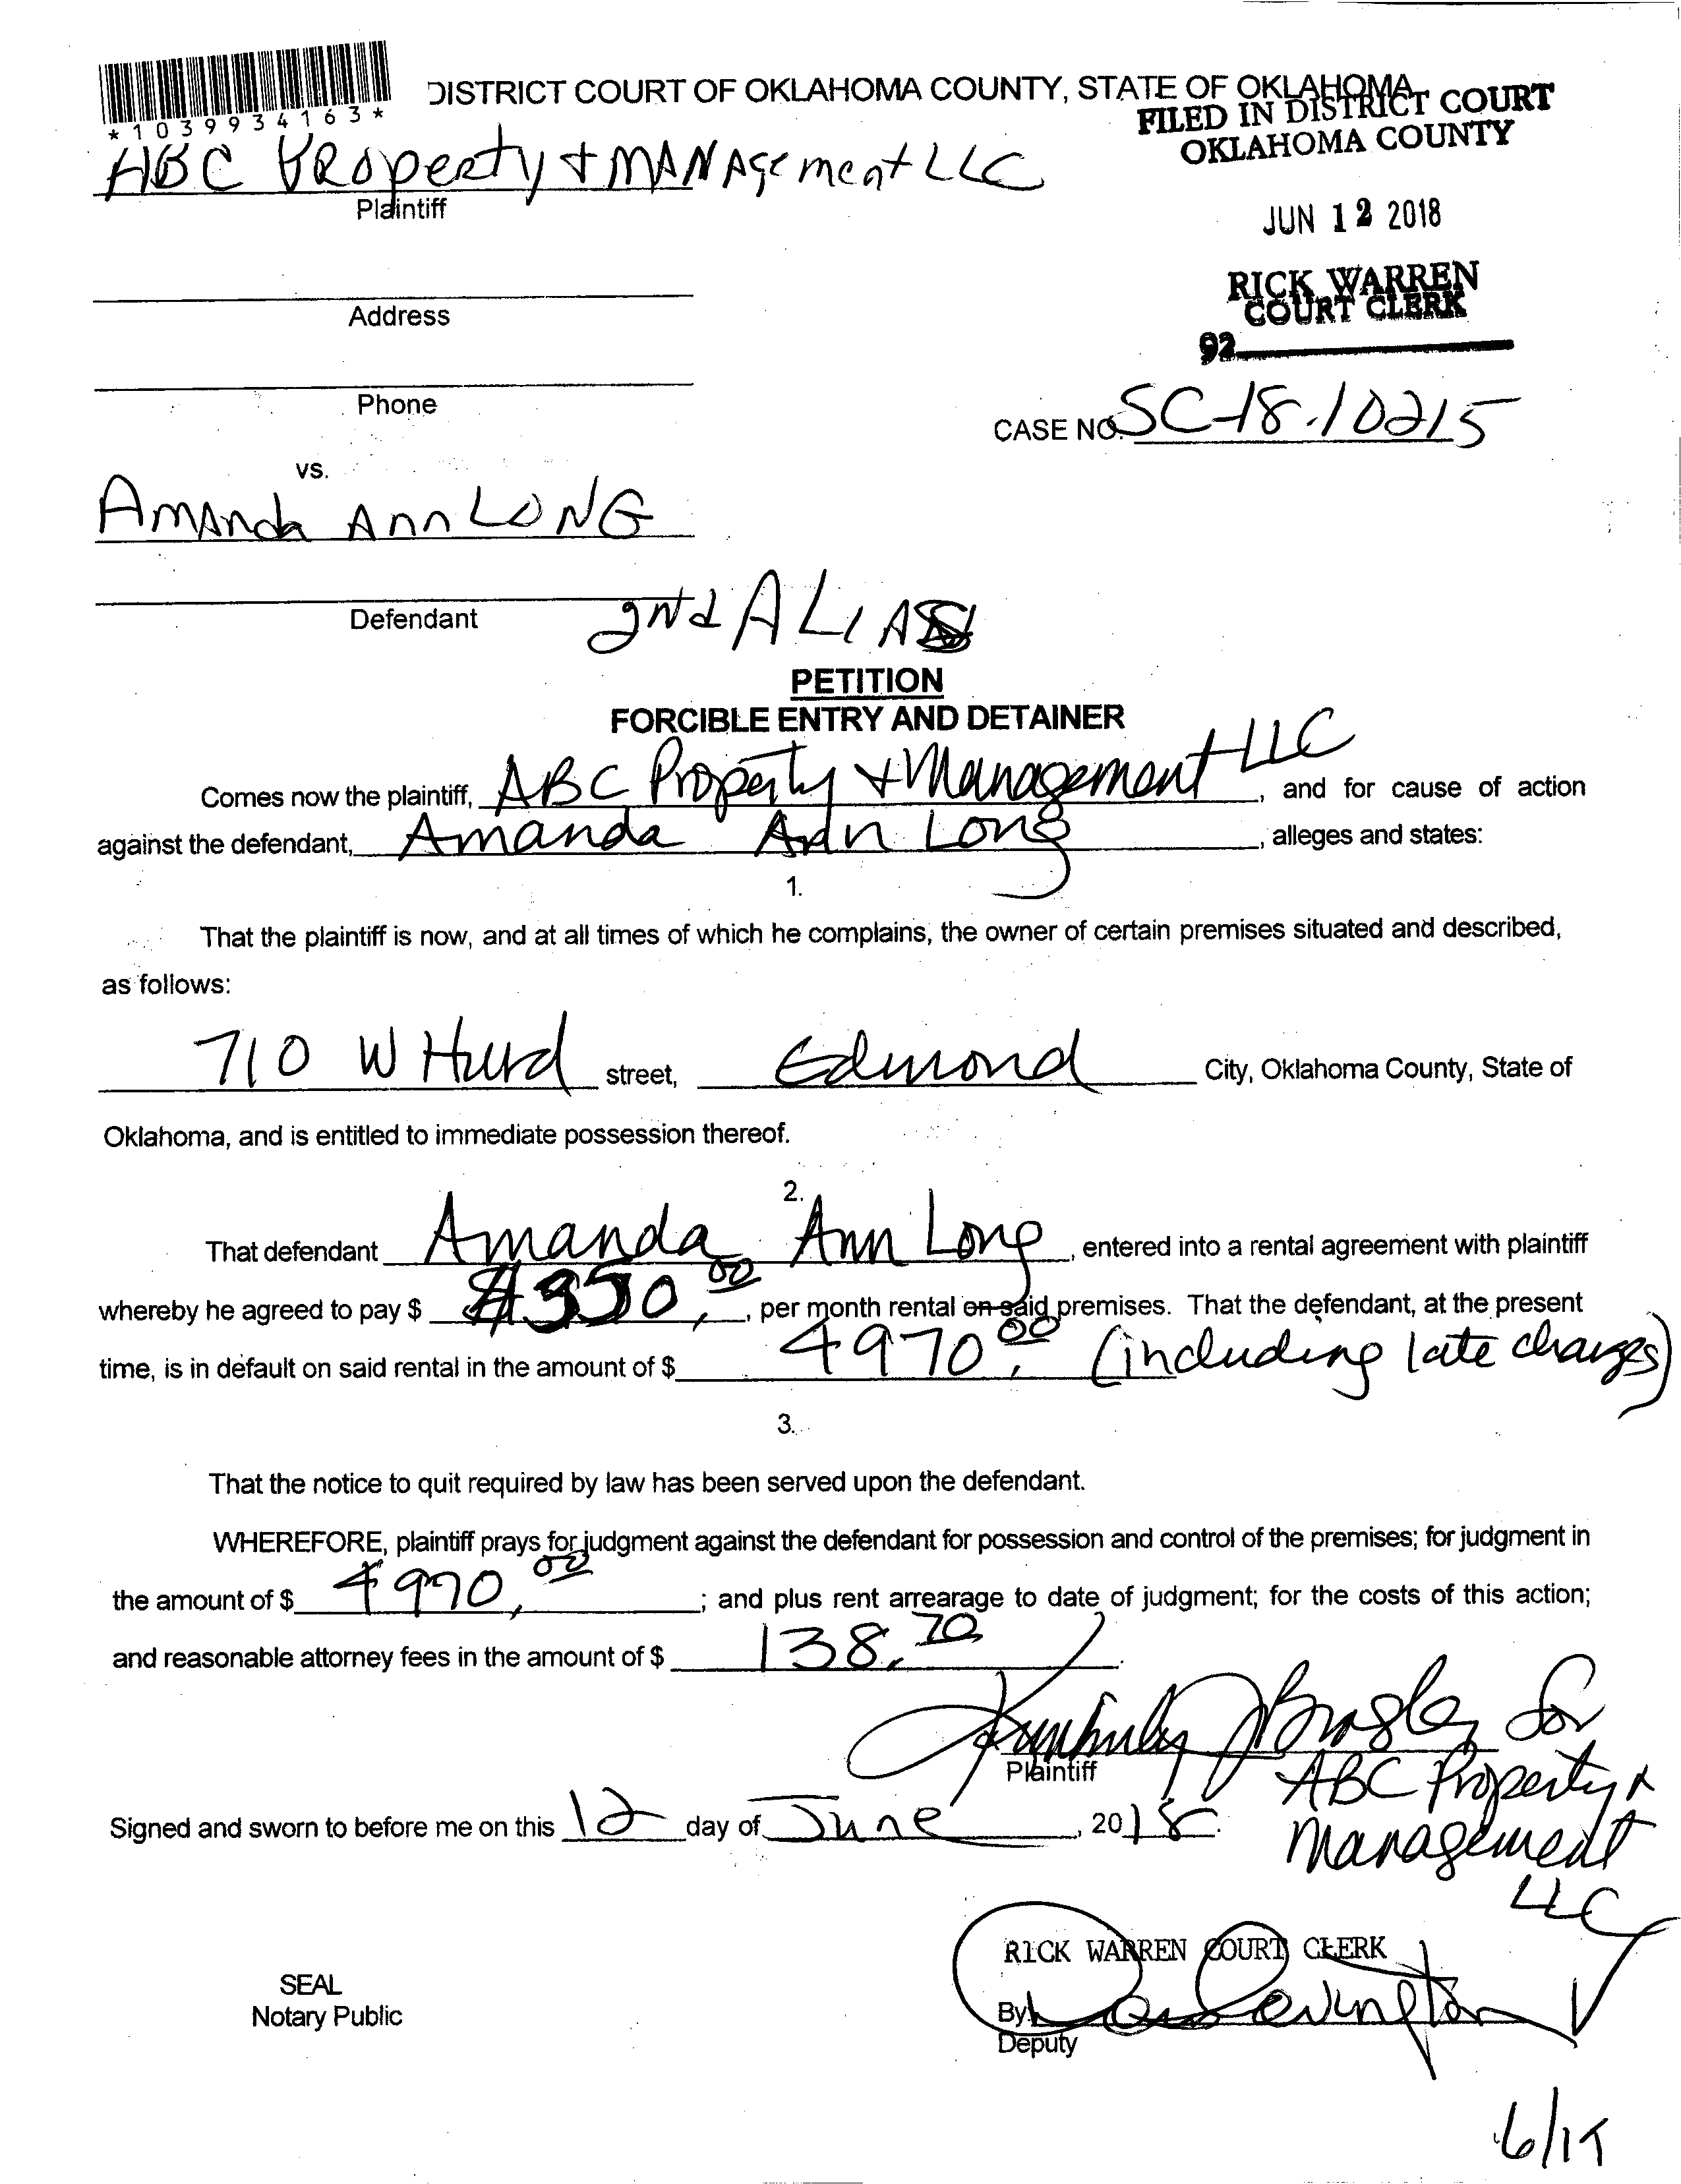 *1039934163*
DISTRICT COURT OF OKLAHOMA COUNTY, STATE OF OKLAHOMA
FILED IN DISTRICT COURT
OKLAHOMA COUNTY
ABC PROperty & MANAgement LLC
Plaintiff
JUN 12 2018
RICK WARREN
COURT CLERK
Address
92
Phone
CASE NO. SC-18-10215
vs.
AmAnda Ann LONG
Defendant
2Nd ALIAS
PETITION
FORCIBLE ENTRY AND DETAINER
Comes now the plaintiff, ABC Property & Management LLC, and for cause of action
against the defendant, Amanda Ann Long, alleges and states:
1.
That the plaintiff is now, and at all times of which he complains, the owner of certain premises situated and described,
as follows:
710 W Hurd street, Edmond City, Oklahoma County, State of
Oklahoma, and is entitled to immediate possession thereof.
2.
That defendant Amanda Ann Long, entered into a rental agreement with plaintiff
whereby he agreed to pay $ 00, per month rental on said premises. That the defendant, at the present
time, is in default on said rental in the amount of $ 4970.00 (including late charges)
3.
That the notice to quit required by law has been served upon the defendant.
WHEREFORE, plaintiff prays for judgment against the defendant for possession and control of the premises; for judgment in
the amount of $ 4970.00; and plus rent arrearage to date of judgment; for the costs of this action;
and reasonable attorney fees in the amount of $ 138.70.
Kimberly J for
Plaintiff
ABC Property &
Management
LLC
Signed and sworn to before me on this 12 day of June, 2018.
RICK WARREN COURT CLERK
SEAL
Notary Public
By: Covington
Deputy